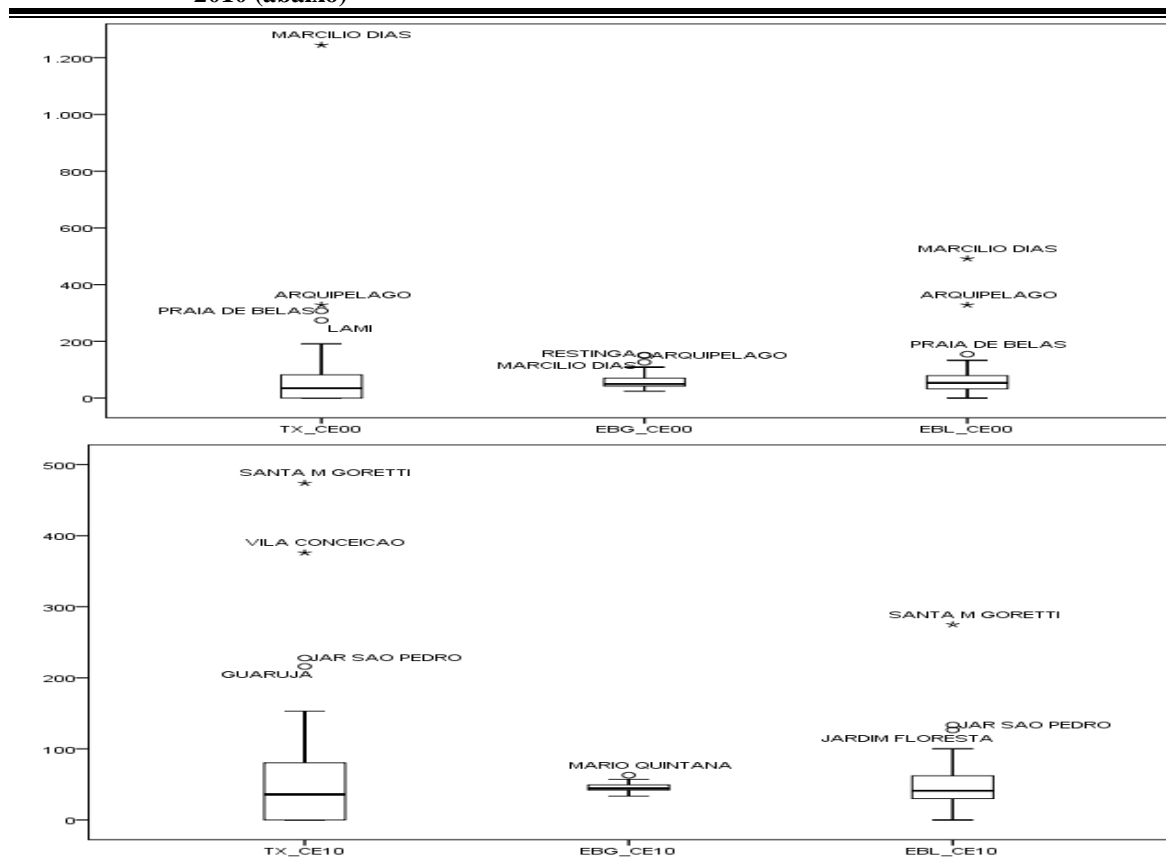 2010 (abaixo)
MARCILIO DIAS
1.200
1.000
800
600
MARCILIO DIAS
400
ARQUIPELAGO
ARQUIPELAGO
PRAIA DE BELAS
LAMI
200
RESTINGA
ARQUIPELAGO
PRAIA DE BELAS
MARCILIO DIAS
0
TX_CE00
EBG_CE00
EBL_CE00
500
SANTA M GORETTI
400
VILA CONCEICAO
300
SANTA M GORETTI
JAR SAO PEDRO
200
GUARUJA
JAR SAO PEDRO
100
JARDIM FLORESTA
MARIO QUINTANA
0
TX_CE10
EBG_CE10
EBL_CE10